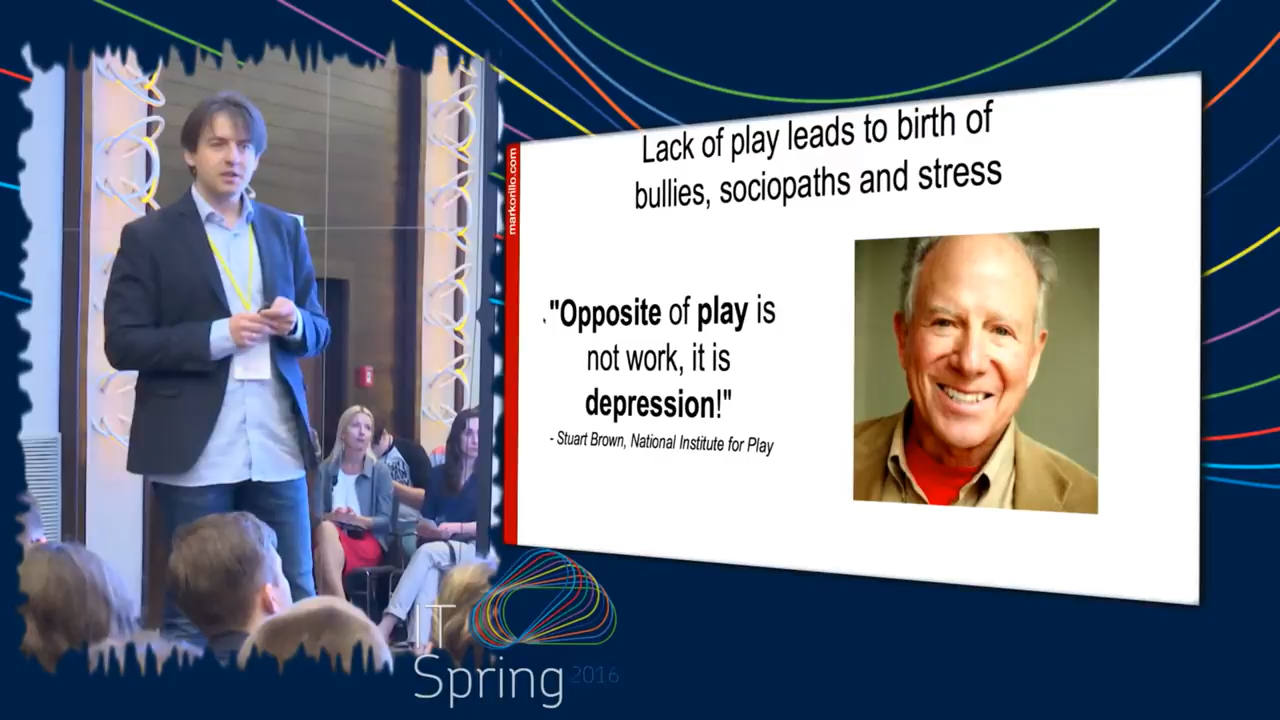 Lack of play leads to birth of
bullies, sociopaths and stress
markorillo.com
"Opposite of play is
not work, it is
depression!"
- Stuart Brown, National Institute for Play
IT
Spring 2016